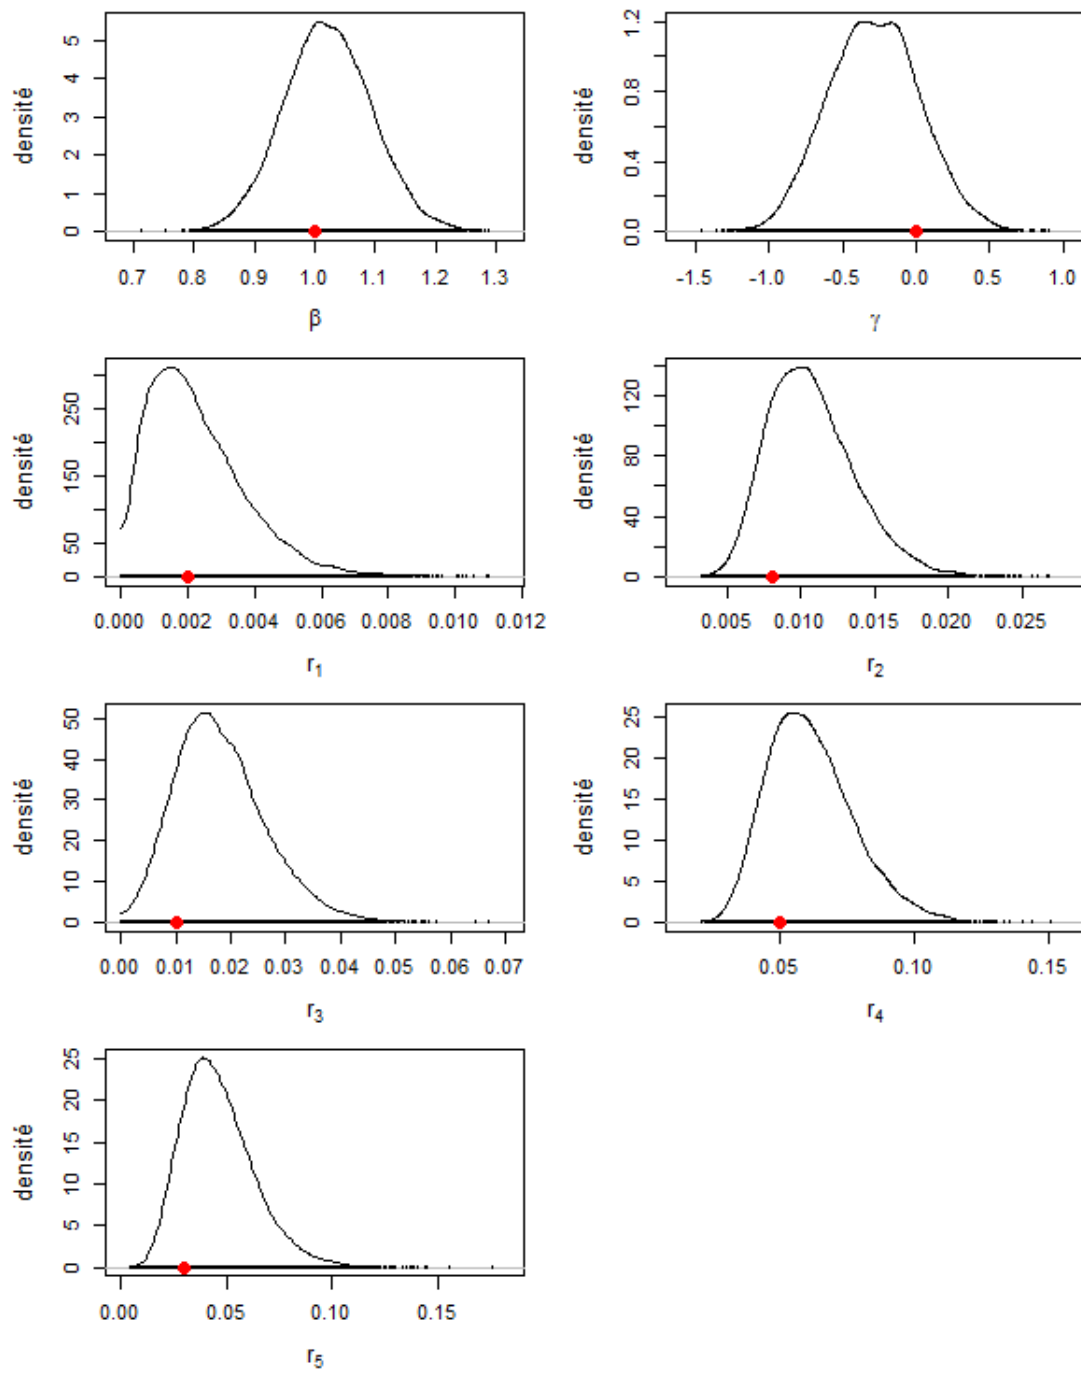 densité
0 1 2 3 4 5
0.7 0.8 0.9 1.0 1.1 1.2 1.3
β
densité
0.0 0.4 0.8 1.2
-1.5 -1.0 -0.5 0.0 0.5 1.0
γ
densité
0 50 150 250
0.000 0.002 0.004 0.006 0.008 0.010 0.012
r₁
densité
0 40 80 120
0.005 0.010 0.015 0.020 0.025
r₂
densité
0 10 20 30 40 50
0.00 0.01 0.02 0.03 0.04 0.05 0.06 0.07
r₃
densité
0 5 10 15 20 25
0.05 0.10 0.15
r₄
densité
0 5 10 15 20 25
0.00 0.05 0.10 0.15
r₅